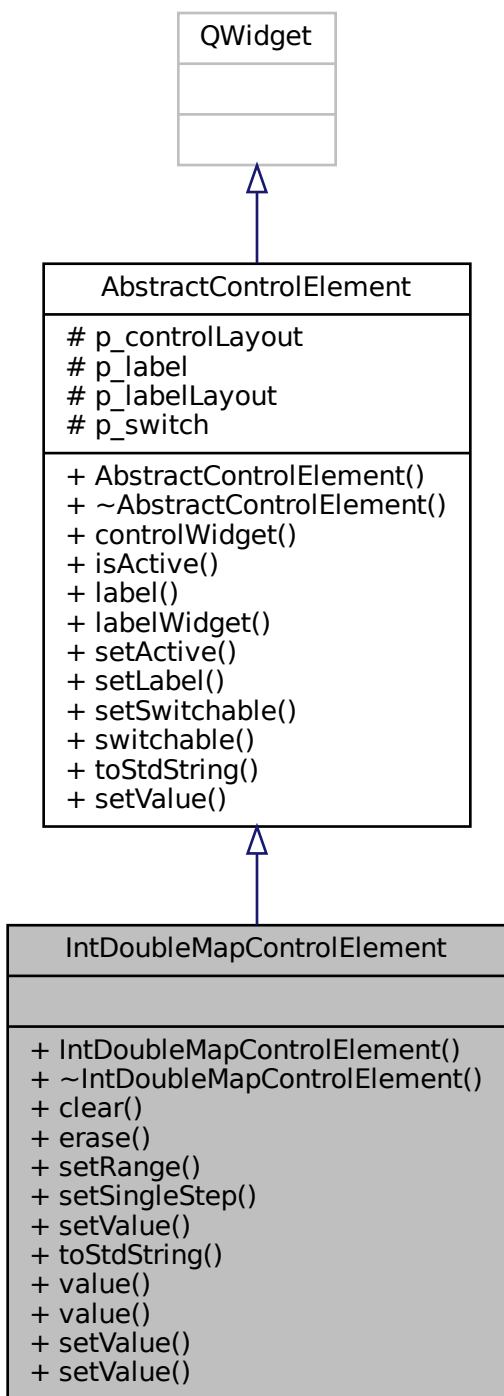 QWidget
AbstractControlElement
# p_controlLayout
# p_label
# p_labelLayout
# p_switch
+ AbstractControlElement()
+ ~AbstractControlElement()
+ controlWidget()
+ isActive()
+ label()
+ labelWidget()
+ setActive()
+ setLabel()
+ setSwitchable()
+ switchable()
+ toStdString()
+ setValue()
IntDoubleMapControlElement
+ IntDoubleMapControlElement()
+ ~IntDoubleMapControlElement()
+ clear()
+ erase()
+ setRange()
+ setSingleStep()
+ setValue()
+ toStdString()
+ value()
+ value()
+ setValue()
+ setValue()